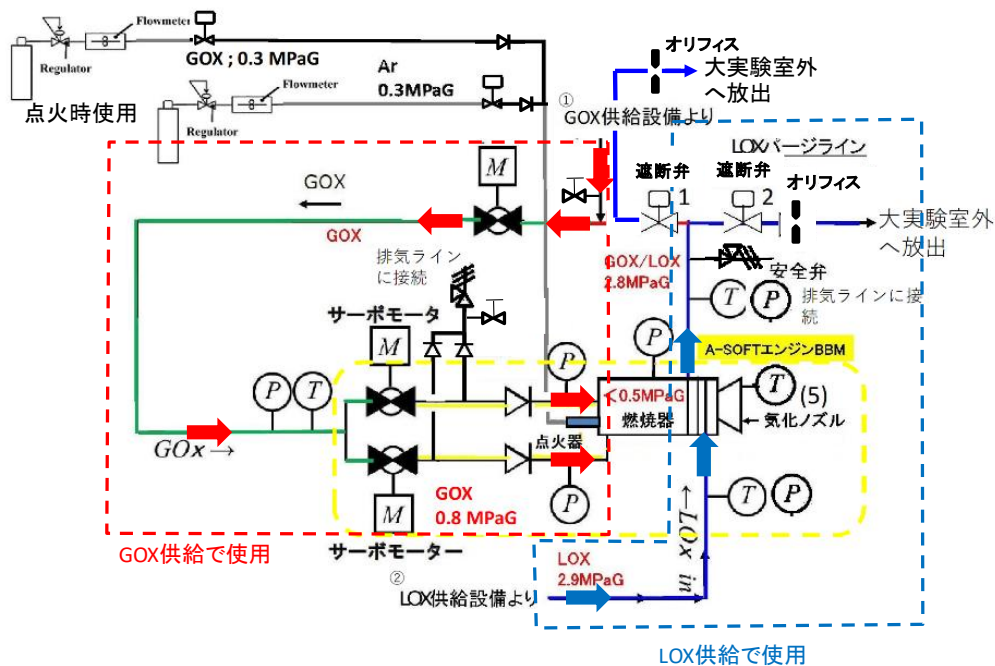 Flowmeter
Regulator
GOX ; 0.3 MPaG
Flowmeter
Regulator
Ar
0.3MPaG
点火時使用
オリフィス
大実験室外
へ放出
①
GOX供給設備より
LOXパージライン
遮断弁
1
遮断弁
2
オリフィス
大実験室外
へ放出
M
GOX
←
GOX
排気ライン
に接続
GOX/LOX
2.8MPaG
安全弁
排気ラインに接
続
T
P
サーボモータ
M
P
P
A-SOFTエンジンBBM
P
T
<0.5MPaG
燃焼器
T
(5)
気化ノズル
GOx→
点火器
M
GOX
0.8 MPaG
P
T
P
→LOx in
サーボモーター
GOX供給で使用
②
LOX供給設備より
LOX
2.9MPaG
LOX供給で使用